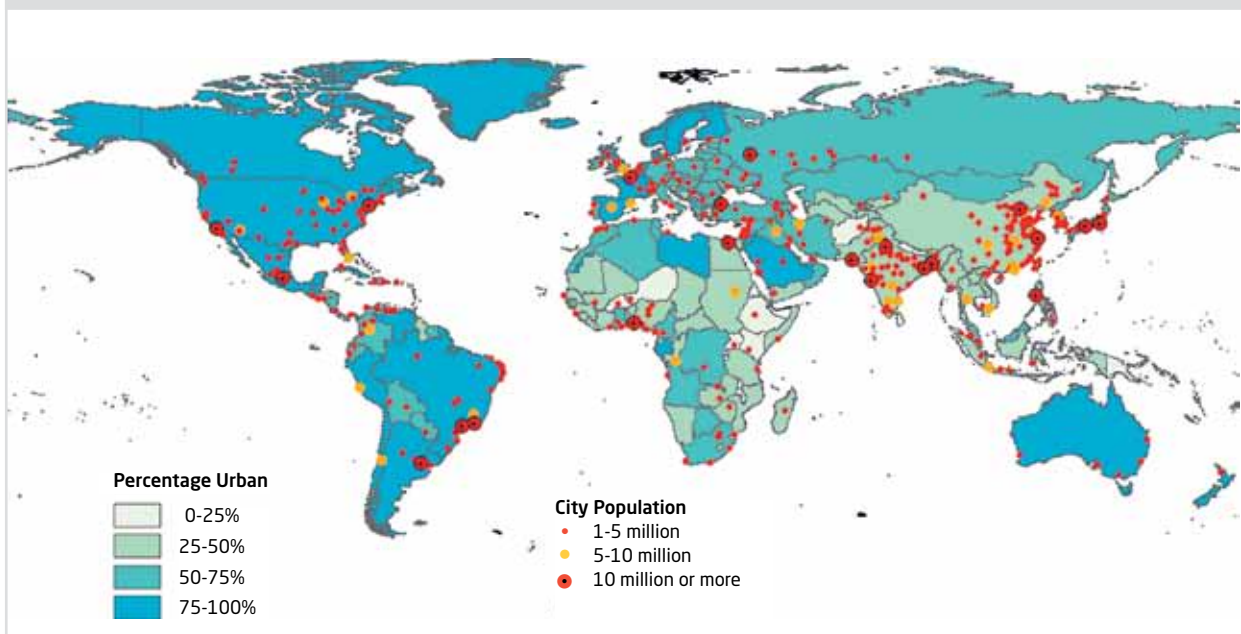 Percentage Urban
0-25%
25-50%
50-75%
75-100%
City Population
1-5 million
5-10 million
10 million or more